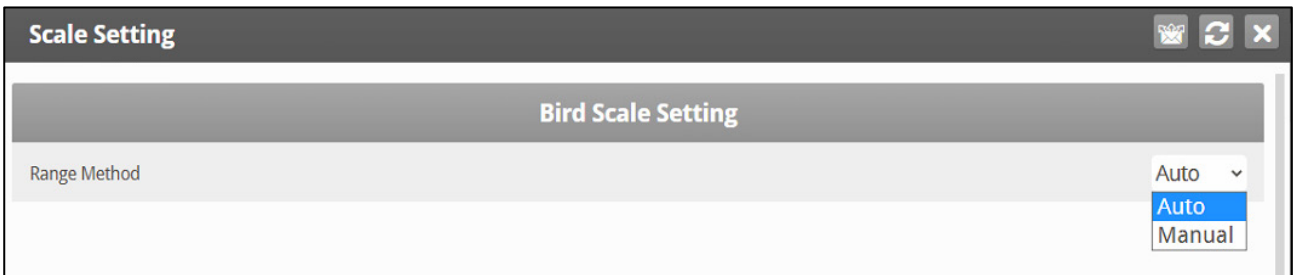 Scale Setting
Bird Scale Setting
Range Method
Auto
Auto
Manual